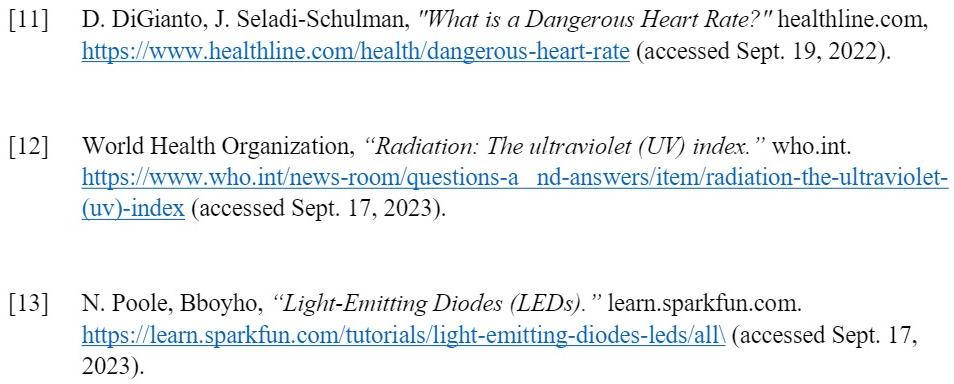 [11] D. DiGianto, J. Seladi-Schulman, "What is a Dangerous Heart Rate?" healthline.com,
https://www.healthline.com/health/dangerous-heart-rate (accessed Sept. 19, 2022).
[12] World Health Organization, “Radiation: The ultraviolet (UV) index.” who.int.
https://www.who.int/news-room/questions-a nd-answers/item/radiation-the-ultraviolet-
(uv)-index (accessed Sept. 17, 2023).
[13] N. Poole, Bboyho, “Light-Emitting Diodes (LEDs).” learn.sparkfun.com.
https://learn.sparkfun.com/tutorials/light-emitting-diodes-leds/all\ (accessed Sept. 17,
2023).